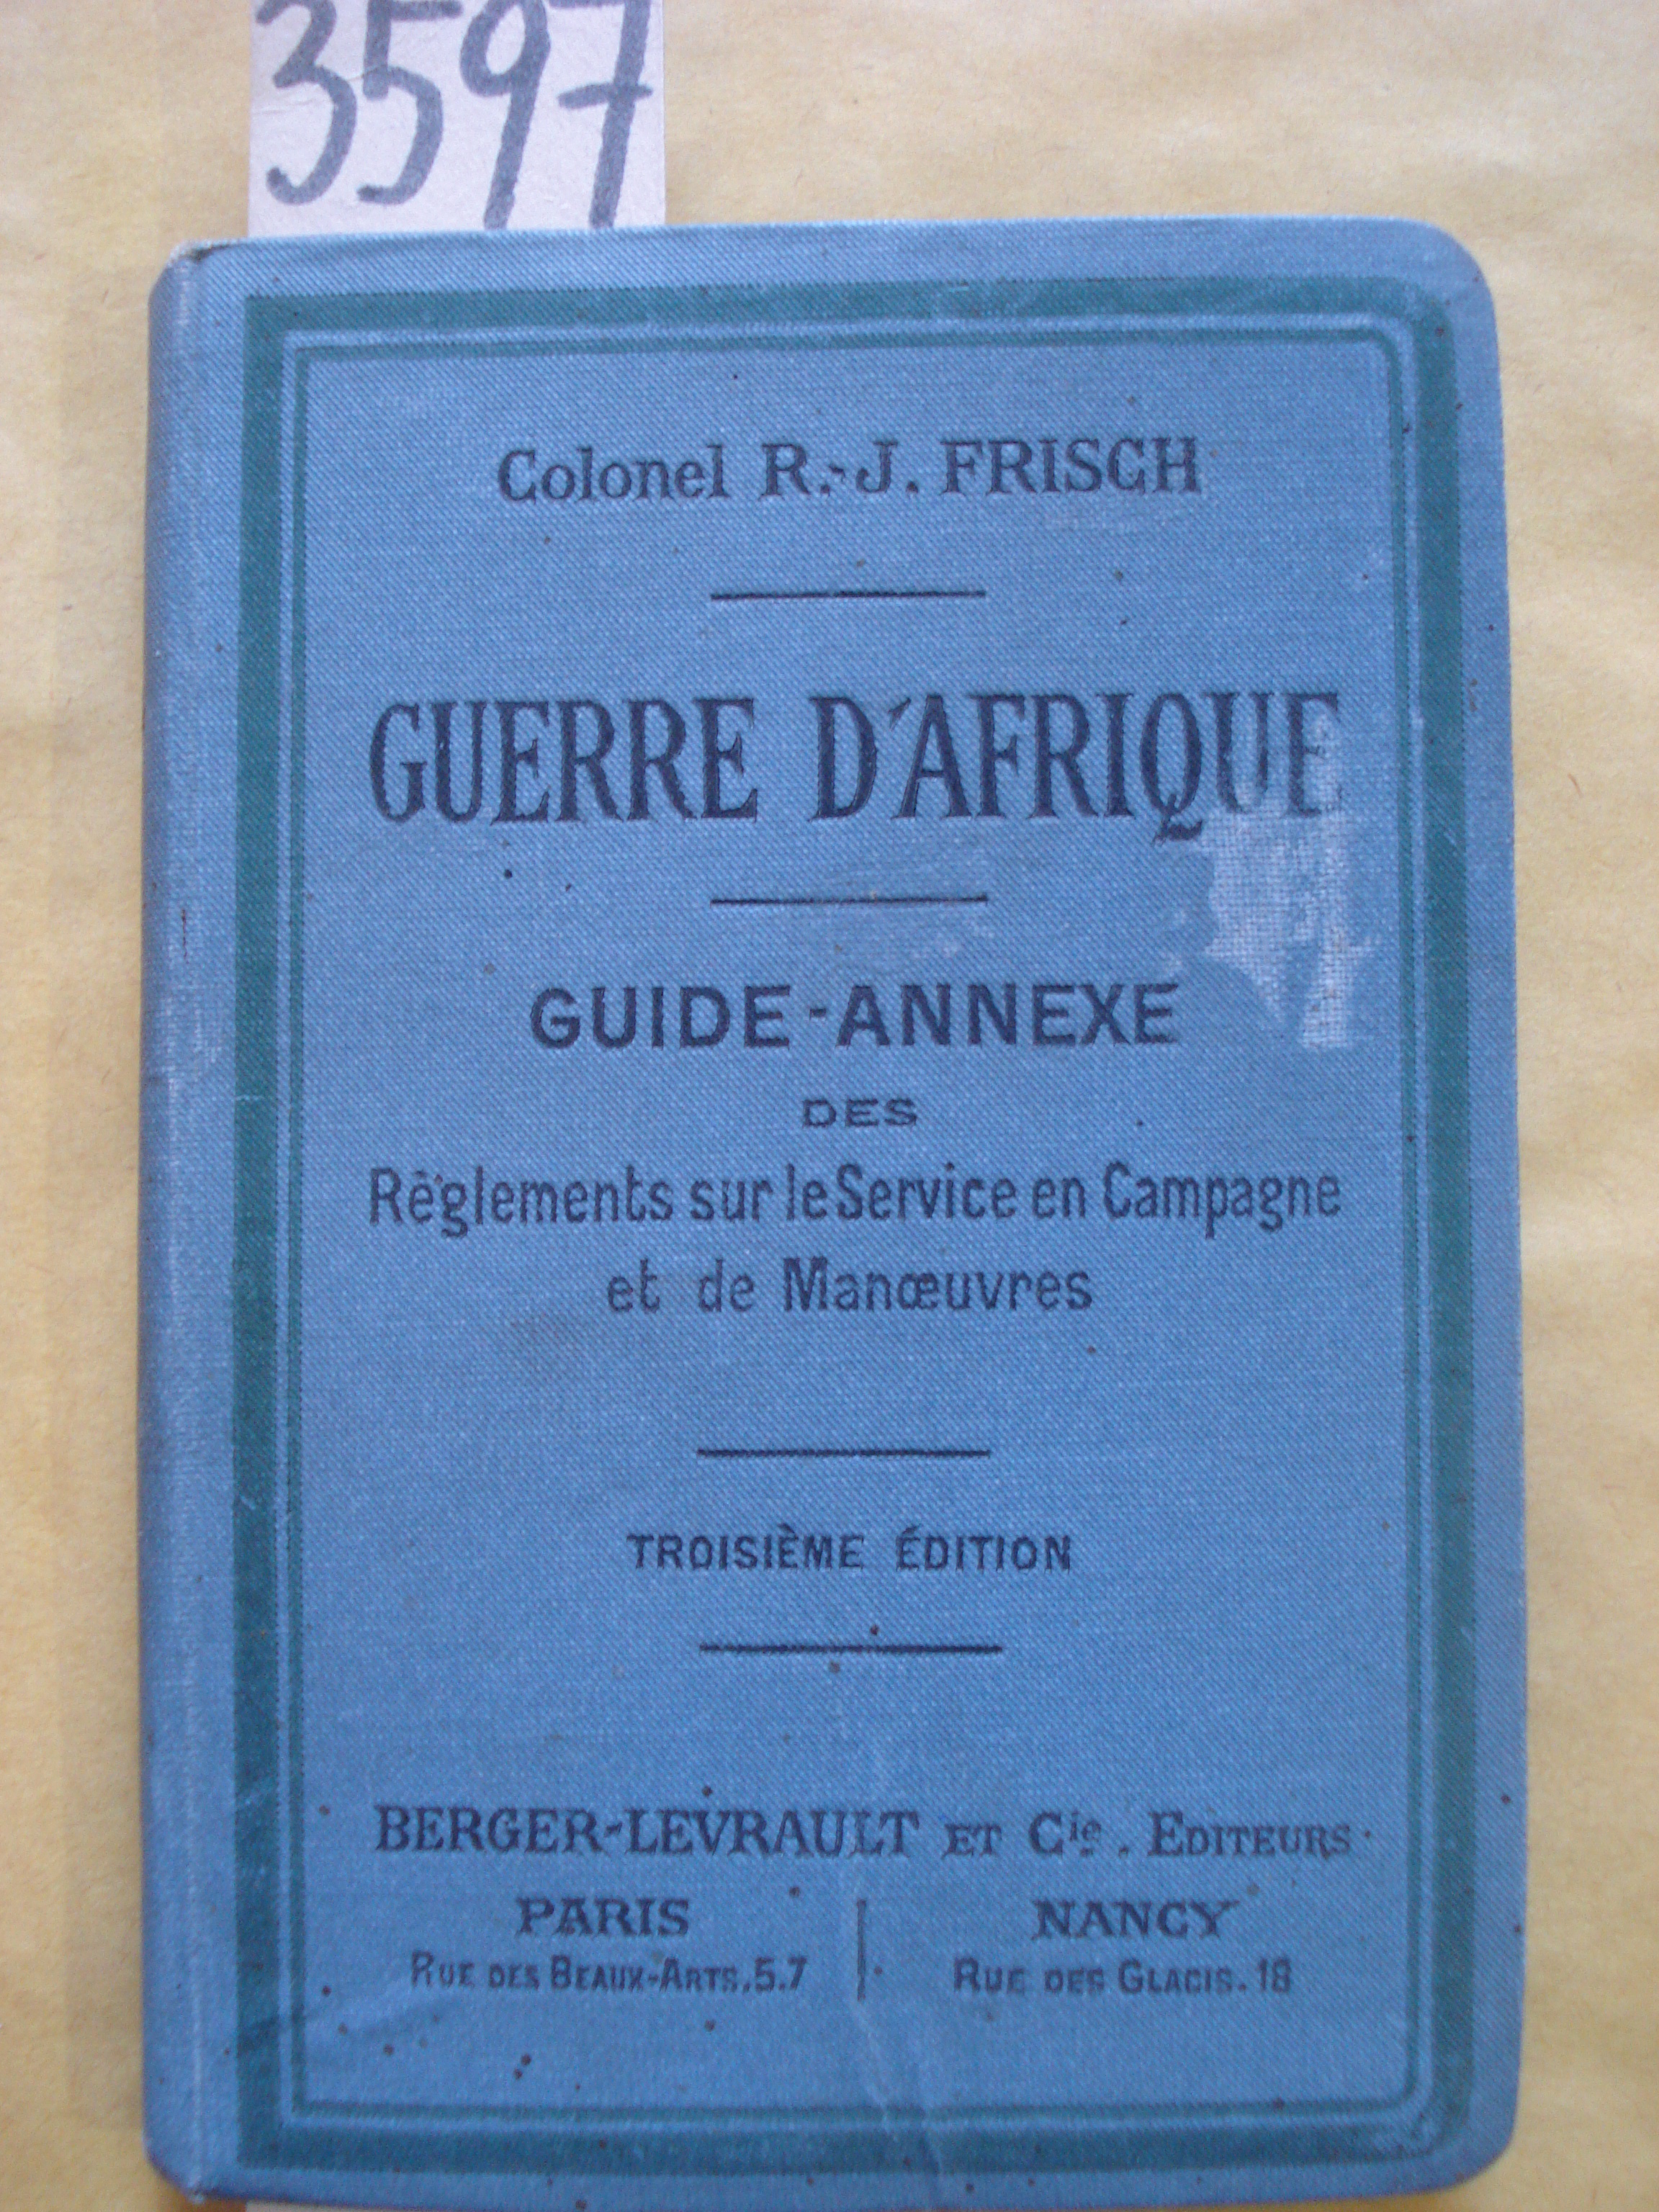 3597
Colonel R.-J. FRISCH
GUERRE D'AFRIQUE
GUIDE-ANNEXE
DES
Règlements sur le Service en Campagne
et de Manœuvres
TROISIÈME ÉDITION
BERGER-LEVRAULT ET Cie. EDITEURS
PARIS
RUE DES BEAUX-ARTS, 5.7
NANCY
RUE DES GLACIS. 18